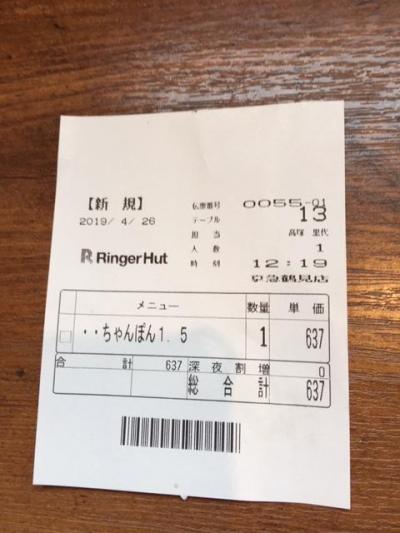 【新 規】
伝票番号 0055-01
2019/ 4/ 26
テーブル 13
担 当 高塚 里代
人 数 1
Ringer Hut
時 刻 12:19
京急鶴見店
メニュー 数量 単 価
・・ちゃんぽん1.5 1 637
合 計 637 深夜割増 0
総 合 計 637